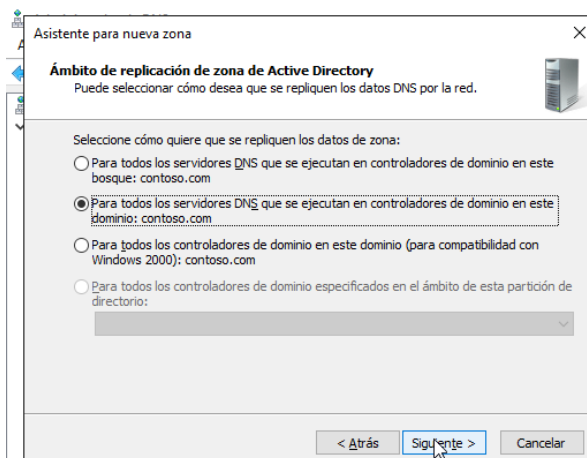 Asistente para nueva zona
Ámbito de replicación de zona de Active Directory
Puede seleccionar cómo desea que se repliquen los datos DNS por la red.
Seleccione cómo quiere que se repliquen los datos de zona:
Para todos los servidores DNS que se ejecutan en controladores de dominio en este
bosque: contoso.com
Para todos los servidores DNS que se ejecutan en controladores de dominio en este
dominio: contoso.com
Para todos los controladores de dominio en este dominio (para compatibilidad con
Windows 2000): contoso.com
Para todos los controladores de dominio especificados en el ámbito de esta partición de
directorio:
< Atrás
Siguiente >
Cancelar